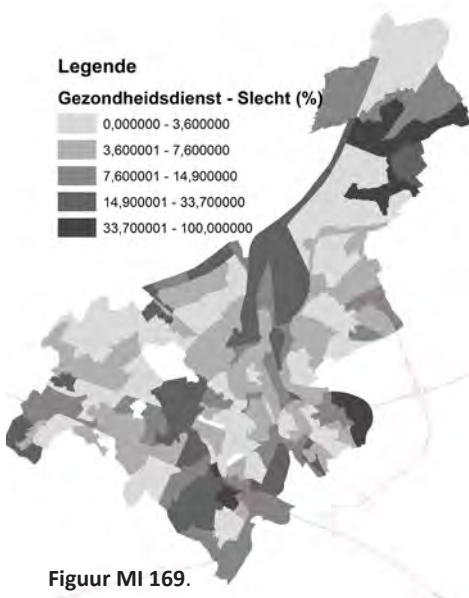 Legende
Gezondheidsdienst - Slecht (%)
0,000000 - 3,600000
3,600001 - 7,600000
7,600001 - 14,900000
14,900001 - 33,700000
33,700001 - 100,000000
Figuur MI 169.